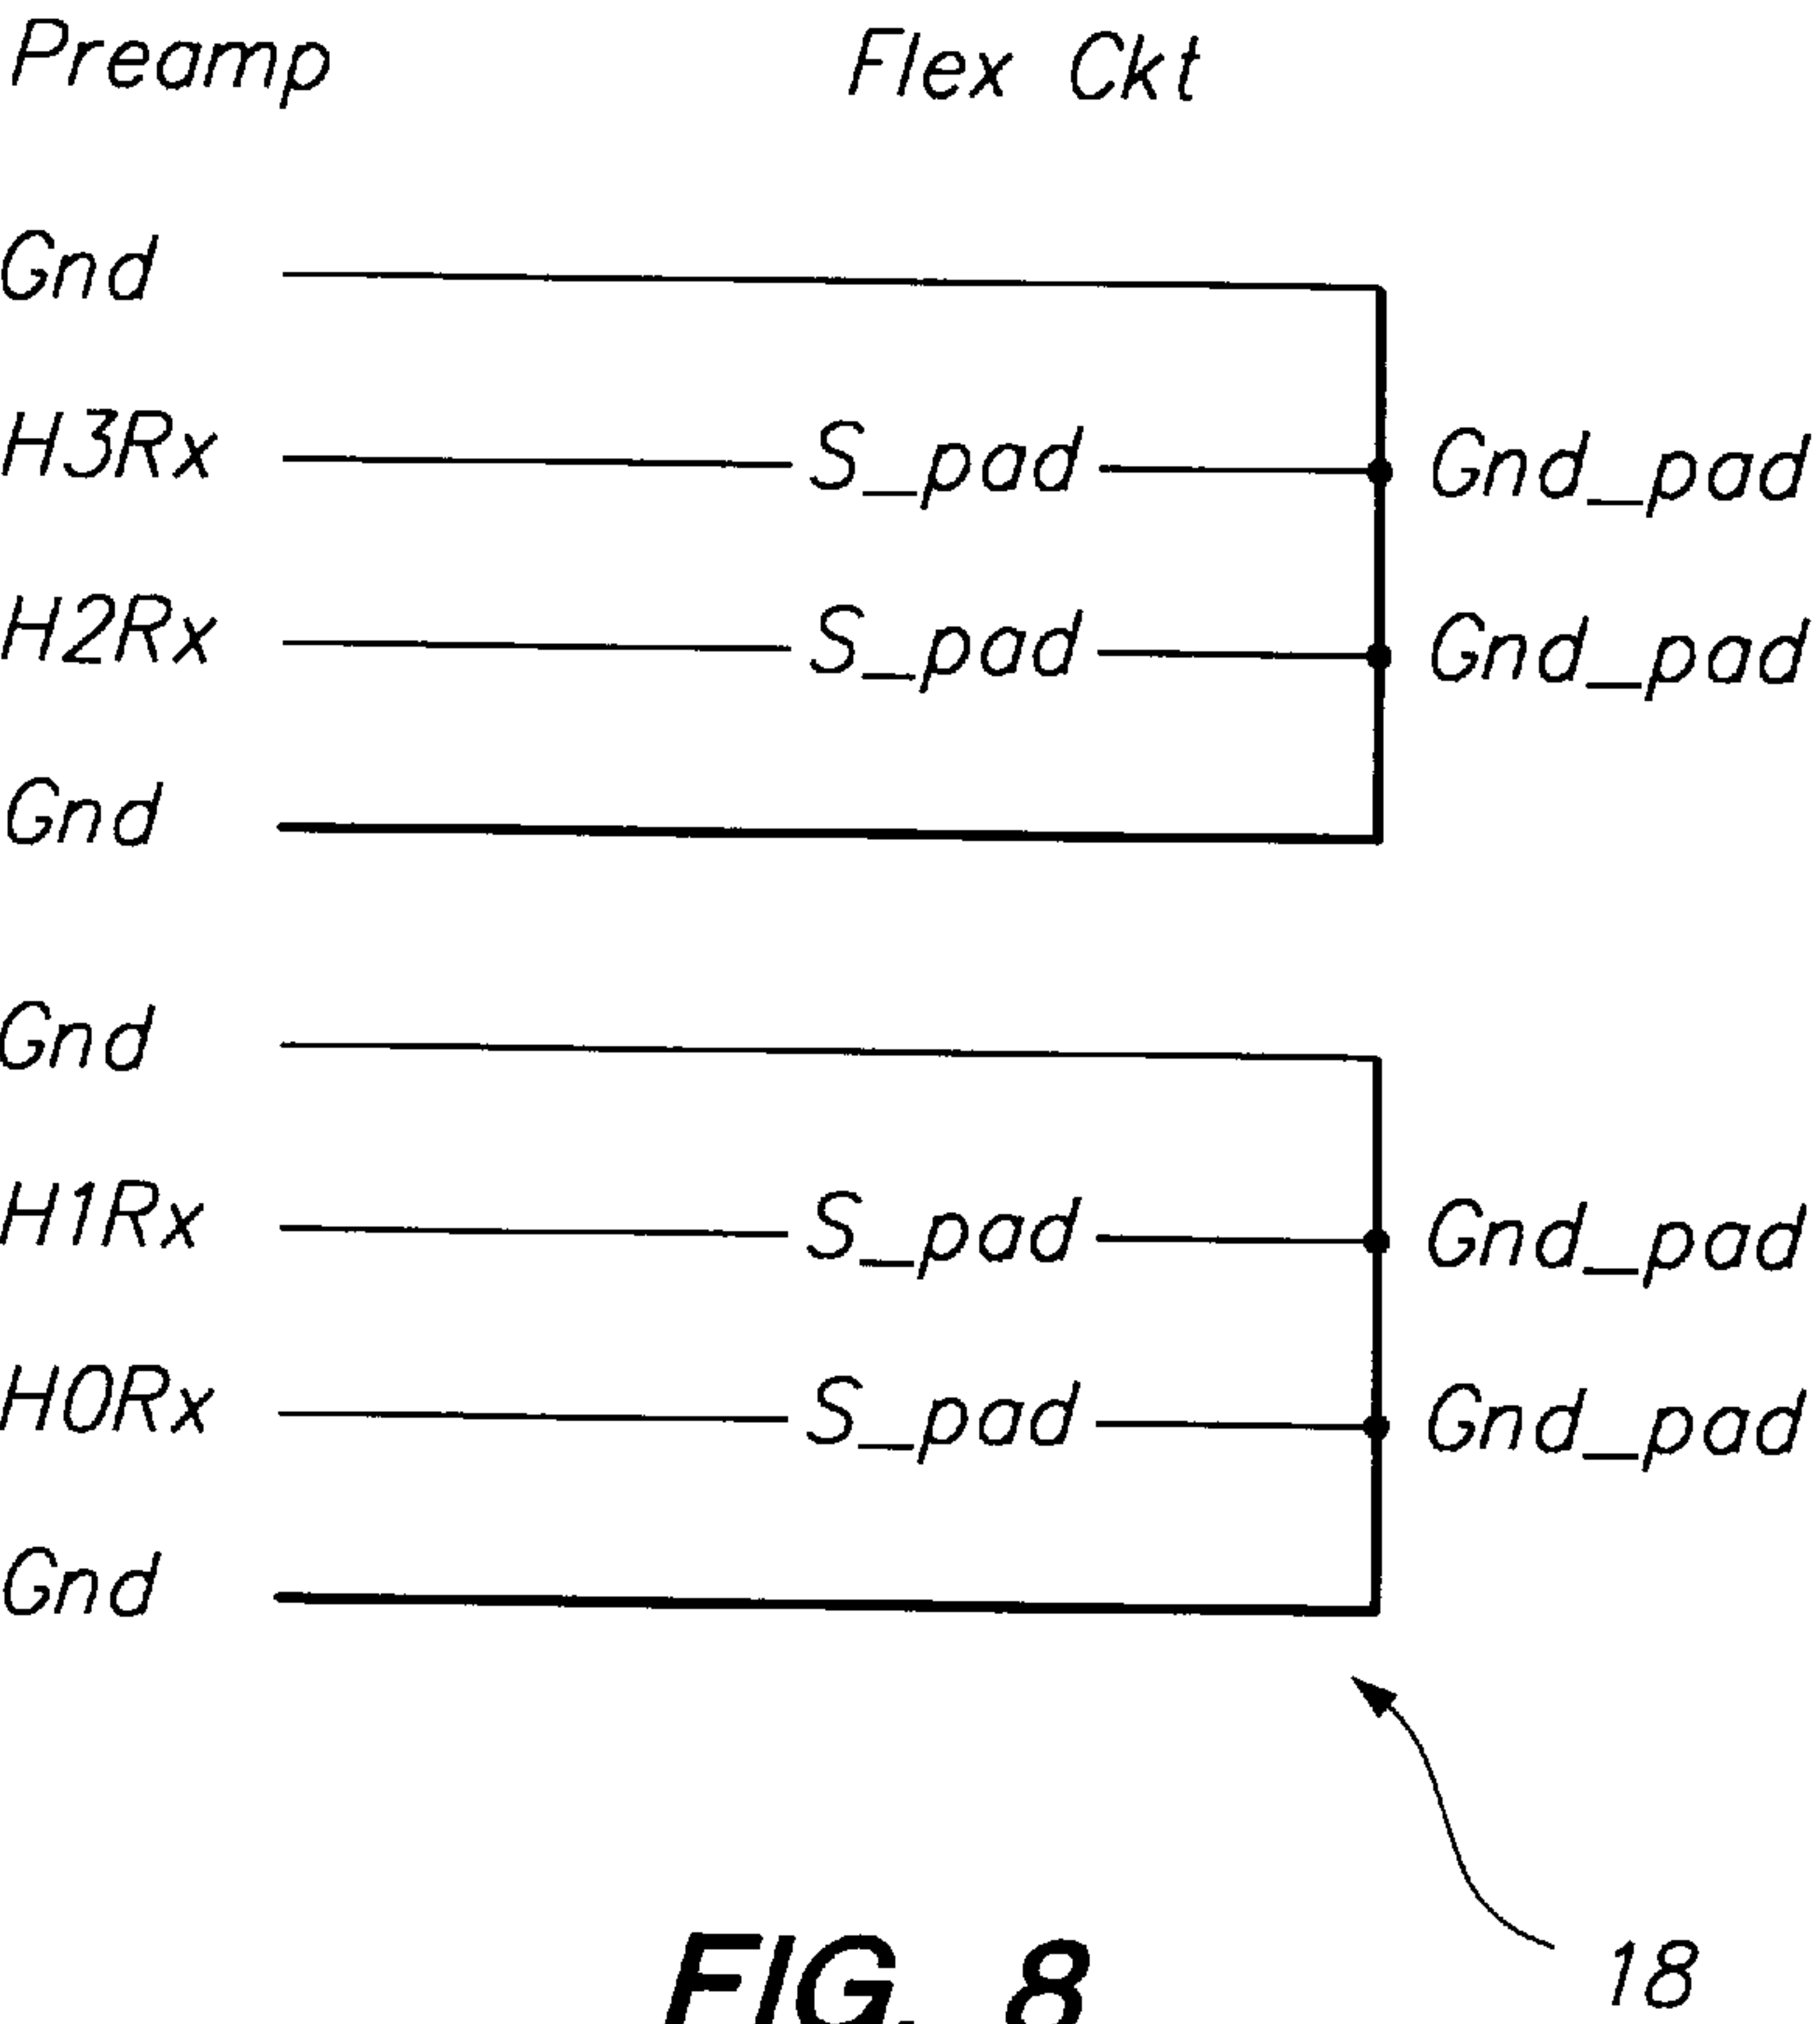 Preamp Flex Ckt
Gnd
H3Rx S_pad Gnd_pad
H2Rx S_pad Gnd_pad
Gnd
Gnd
H1Rx S_pad Gnd_pad
H0Rx S_pad Gnd_pad
Gnd
18
FIG. 8